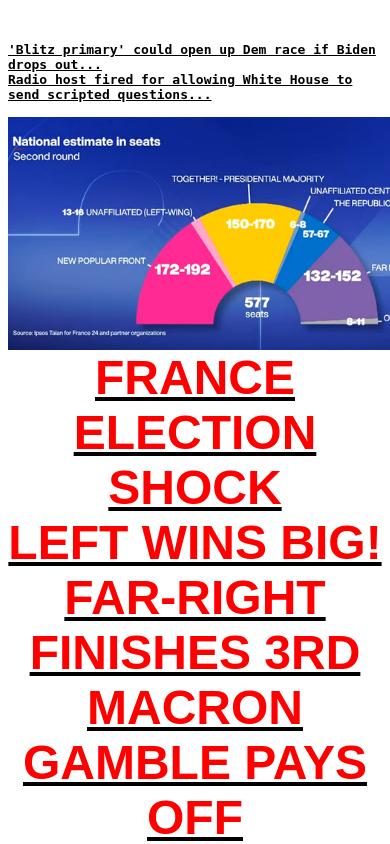 'Blitz primary' could open up Dem race if Biden
drops out...
Radio host fired for allowing White House to
send scripted questions...
National estimate in seats
Second round
TOGETHER! - PRESIDENTIAL MAJORITY
UNAFFILIATED CENT
THE REPUBLIC
13-16 UNAFFILIATED (LEFT-WING)
150-170
6-8
57-67
NEW POPULAR FRONT
172-192
132-152
FAR
577
seats
8-11
O
Source: Ipsos Talan for France 24 and partner organizations
FRANCE
ELECTION
SHOCK
LEFT WINS BIG!
FAR-RIGHT
FINISHES 3RD
MACRON
GAMBLE PAYS
OFF